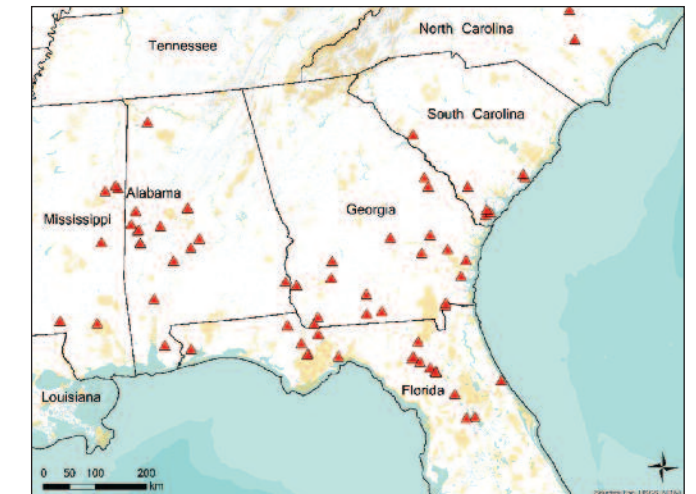 North Carolina
Tennessee
South Carolina
Alabama
Mississippi
Georgia
Louisiana
Florida
0 50 100 200
km